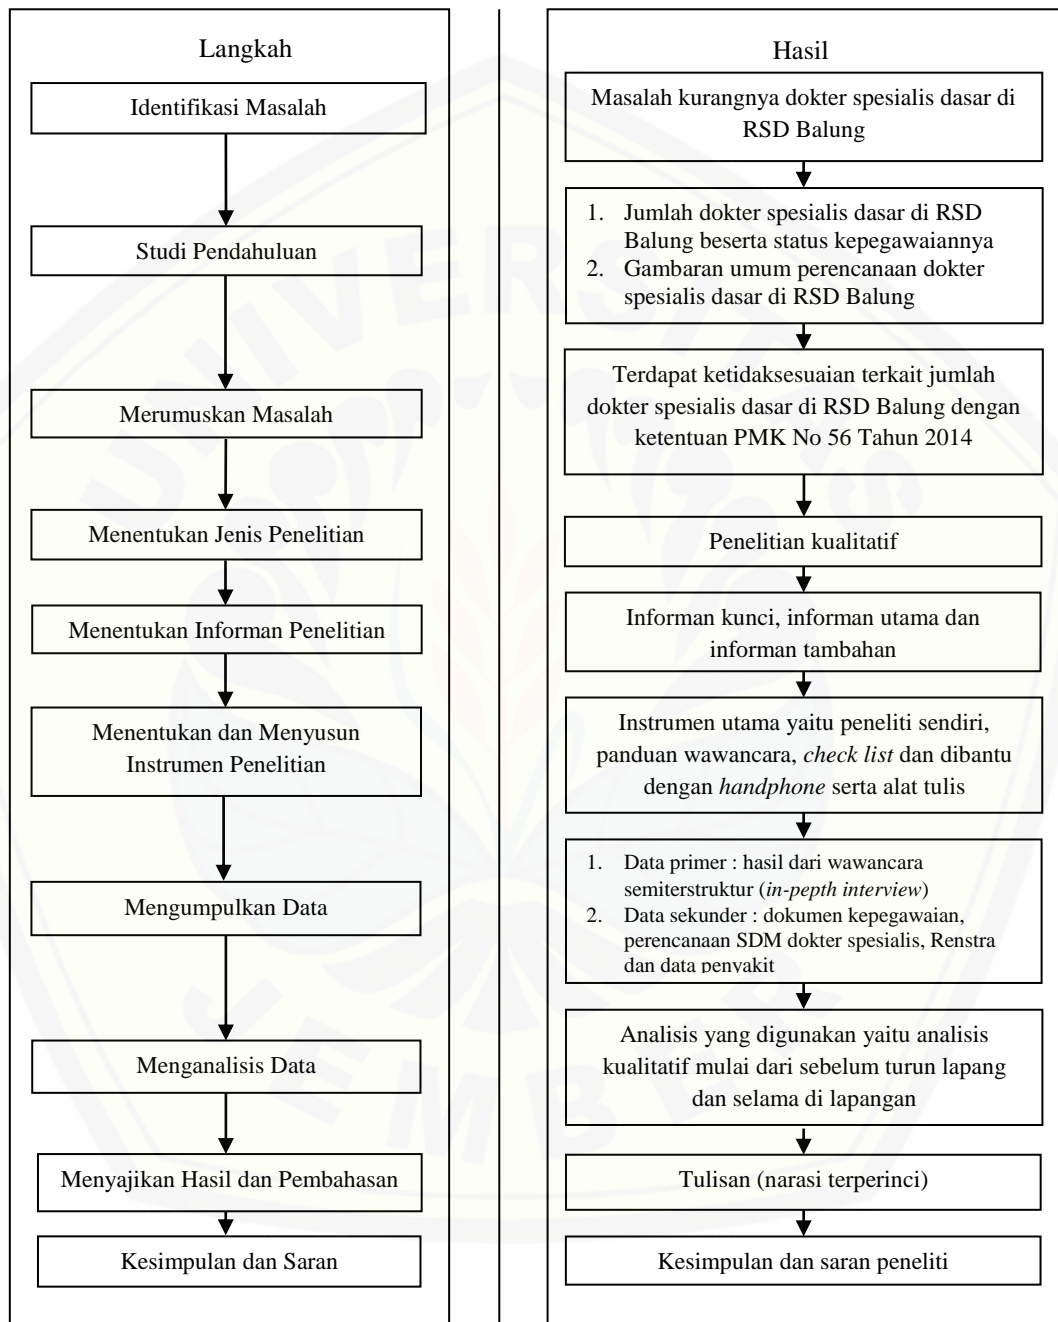 Langkah
Identifikasi Masalah
Studi Pendahuluan
Merumuskan Masalah
Menentukan Jenis Penelitian
Menentukan Informan Penelitian
Menentukan dan Menyusun
Instrumen Penelitian
Mengumpulkan Data
Menganalisis Data
Menyajikan Hasil dan Pembahasan
Kesimpulan dan Saran
Hasil
Masalah kurangnya dokter spesialis dasar di
RSD Balung
1. Jumlah dokter spesialis dasar di RSD
Balung beserta status kepegawaiannya
2. Gambaran umum perencanaan dokter
spesialis dasar di RSD Balung
Terdapat ketidaksesuaian terkait jumlah
dokter spesialis dasar di RSD Balung dengan
ketentuan PMK No 56 Tahun 2014
Penelitian kualitatif
Informan kunci, informan utama dan
informan tambahan
Instrumen utama yaitu peneliti sendiri,
panduan wawancara, check list dan dibantu
dengan handphone serta alat tulis
1. Data primer : hasil dari wawancara
semiterstruktur (in-pepth interview)
2. Data sekunder : dokumen kepegawaian,
perencanaan SDM dokter spesialis, Renstra
dan data penyakit
Analisis yang digunakan yaitu analisis
kualitatif mulai dari sebelum turun lapang
dan selama di lapangan
Tulisan (narasi terperinci)
Kesimpulan dan saran peneliti
UNIVERSITAS
JEMBER